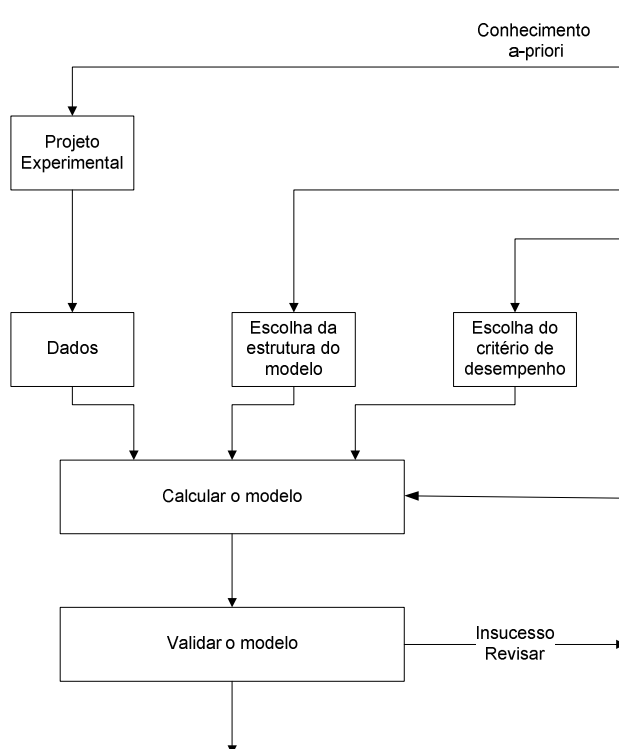 Conhecimento
a-priori
Projeto
Experimental
Dados
Escolha da
estrutura do
modelo
Escolha do
critério de
desempenho
Calcular o modelo
Validar o modelo
Insucesso
Revisar